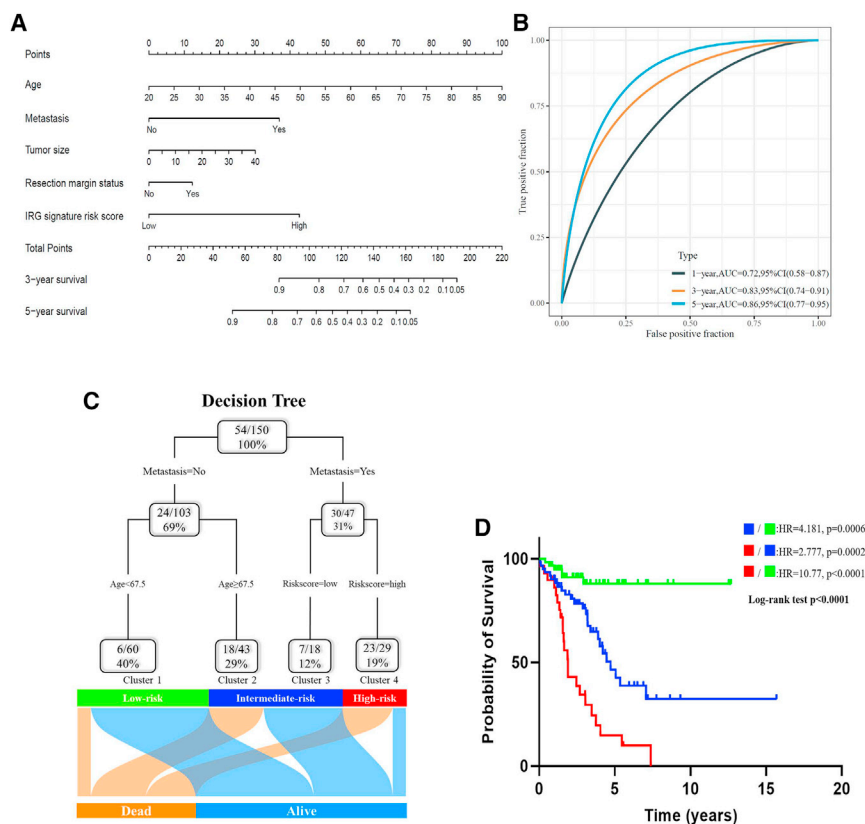 A
Points
0 10 20 30 40 50 60 70 80 90 100
Age
20 25 30 35 40 45 50 55 60 65 70 75 80 85 90
Metastasis
No Yes
Tumor size
0 10 20 30 40
Resection margin status
No Yes
IRG signature risk score
Low High
Total Points
0 20 40 60 80 100 120 140 160 180 200 220
3−year survival
0.9 0.8 0.7 0.6 0.5 0.4 0.3 0.2 0.1 0.05
5−year survival
0.9 0.8 0.7 0.6 0.5 0.4 0.3 0.2 0.1 0.05
B
True positive fraction
1.00
0.75
0.50
0.25
0.00
Type
1−year,AUC=0.72,95%CI(0.58−0.87)
3−year,AUC=0.83,95%CI(0.74−0.91)
5−year,AUC=0.86,95%CI(0.77−0.95)
0.00 0.25 0.50 0.75 1.00
False positive fraction
C
Decision Tree
54/150
100%
Metastasis=No Metastasis=Yes
24/103
69%
30/47
31%
Age<67.5 Age≥67.5 Riskscore=low Riskscore=high
6/60
40%
18/43
29%
7/18
12%
23/29
19%
Cluster 1 Cluster 2 Cluster 3 Cluster 4
Low-risk Intermediate-risk High-risk
Dead Alive
D
/ :HR=4.181, p=0.0006
/ :HR=2.777, p=0.0002
/ :HR=10.77, p<0.0001
Log-rank test p<0.0001
Probability of Survival
100
50
0
0 5 10 15 20
Time (years)